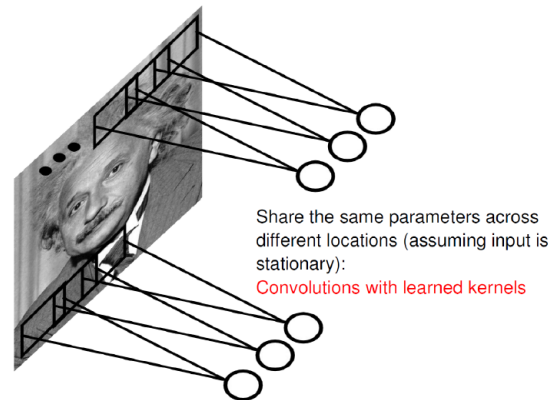 Share the same parameters across
different locations (assuming input is
stationary):
Convolutions with learned kernels